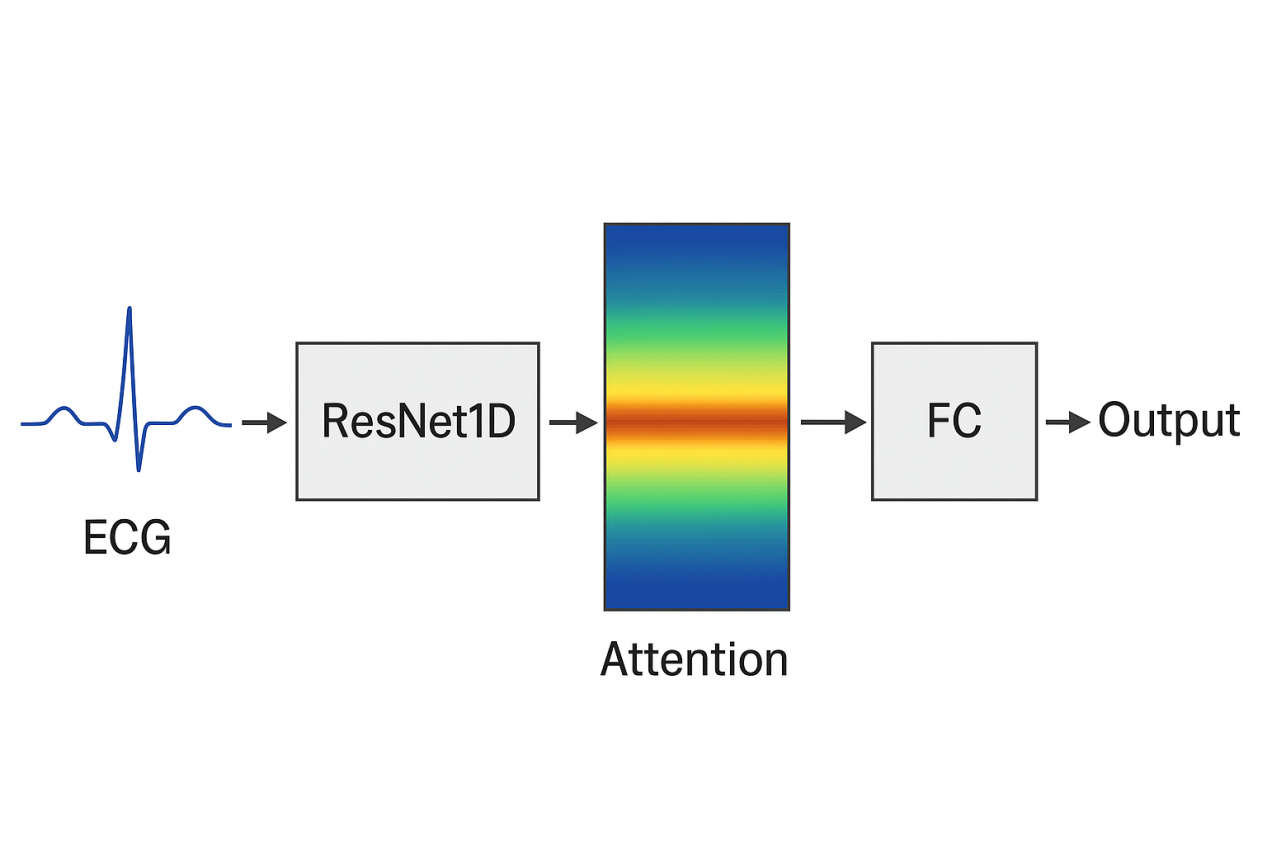 ECG
ResNet1D
Attention
FC
Output